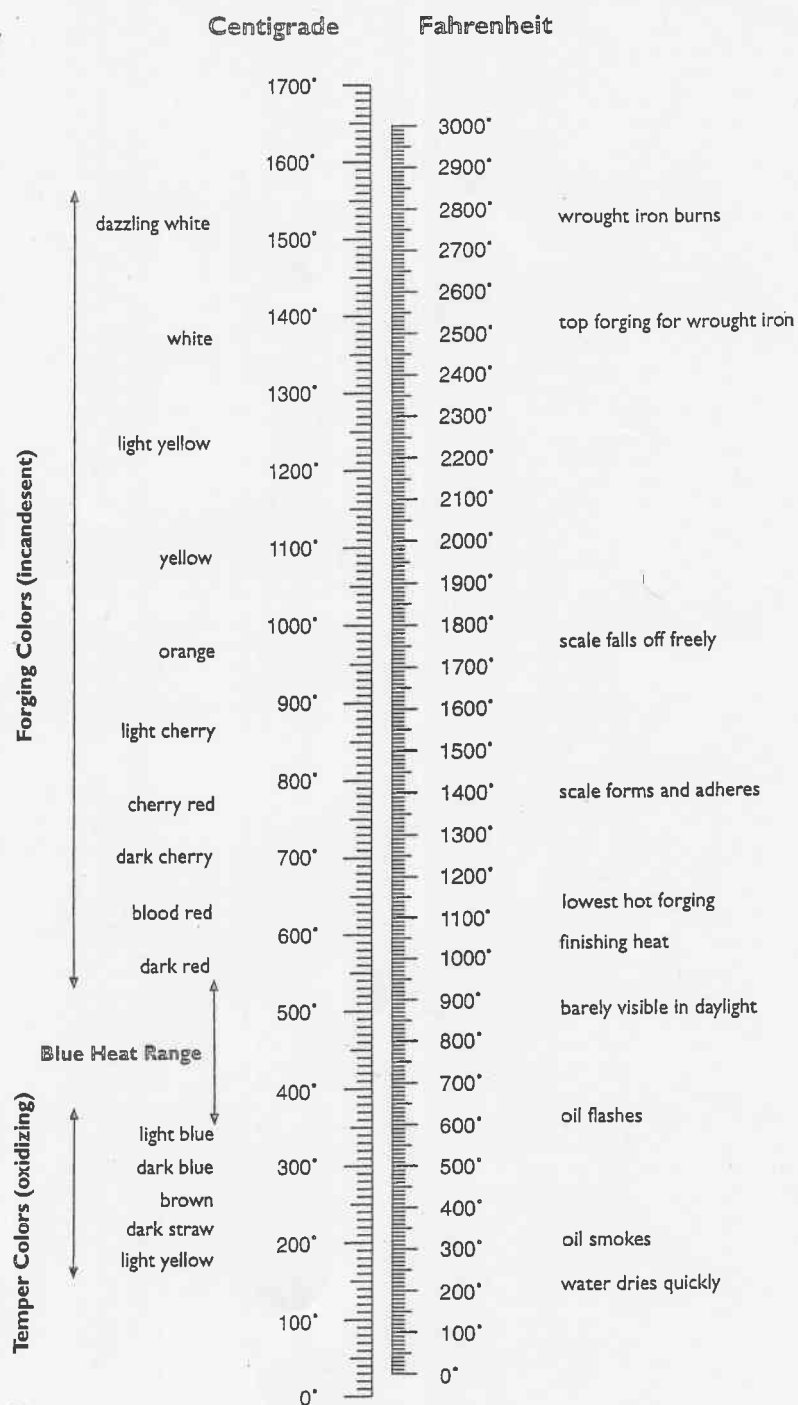 Centigrade Fahrenheit
1700°
3000°
1600° 2900°
dazzling white 2800° wrought iron burns
1500° 2700°
2600°
1400° top forging for wrought iron
white 2500°
2400°
1300° 2300°
light yellow 2200°
1200° 2100°
2000°
yellow 1100° 1900°
1000° 1800° scale falls off freely
orange 1700°
900° 1600°
light cherry 1500°
800° 1400° scale forms and adheres
cherry red 1300°
dark cherry 700° 1200°
blood red 1100° lowest hot forging
600° finishing heat
dark red 1000°
500° 900° barely visible in daylight
Blue Heat Range 800°
400° 700°
light blue 600° oil flashes
dark blue 300° 500°
brown 400°
dark straw 200° 300° oil smokes
light yellow 200° water dries quickly
100° 100°
0°
0°
Forging Colors (incandesent)
Temper Colors (oxidizing)